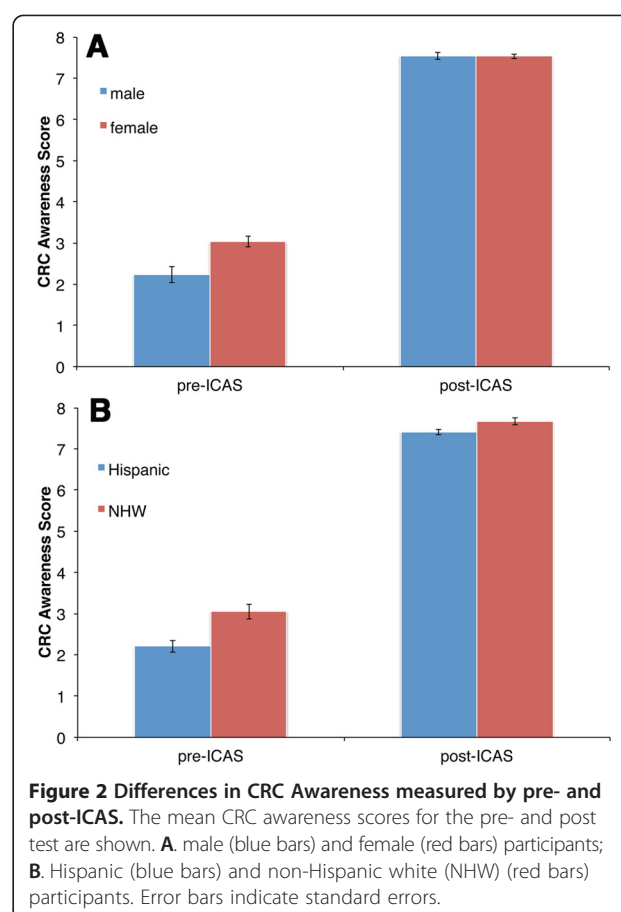 A
8
7
6
5
4
3
2
1
0
CRC Awareness Score
male
female
pre-ICAS
post-ICAS
B
8
7
6
5
4
3
2
1
0
CRC Awareness Score
Hispanic
NHW
pre-ICAS
post-ICAS
Figure 2 Differences in CRC Awareness measured by pre- and
post-ICAS. The mean CRC awareness scores for the pre- and post
test are shown. A. male (blue bars) and female (red bars) participants;
B. Hispanic (blue bars) and non-Hispanic white (NHW) (red bars)
participants. Error bars indicate standard errors.